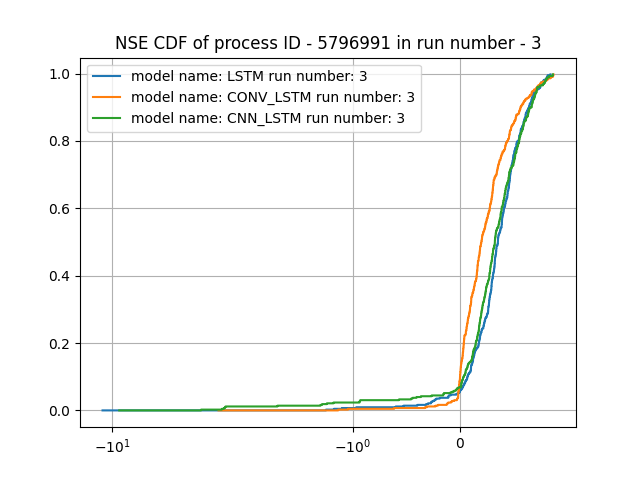 NSE CDF of process ID - 5796991 in run number - 3
model name: LSTM run number: 3
model name: CONV_LSTM run number: 3
model name: CNN_LSTM run number: 3
1.0
0.8
0.6
0.4
0.2
0.0
−10¹ −10⁰ 0